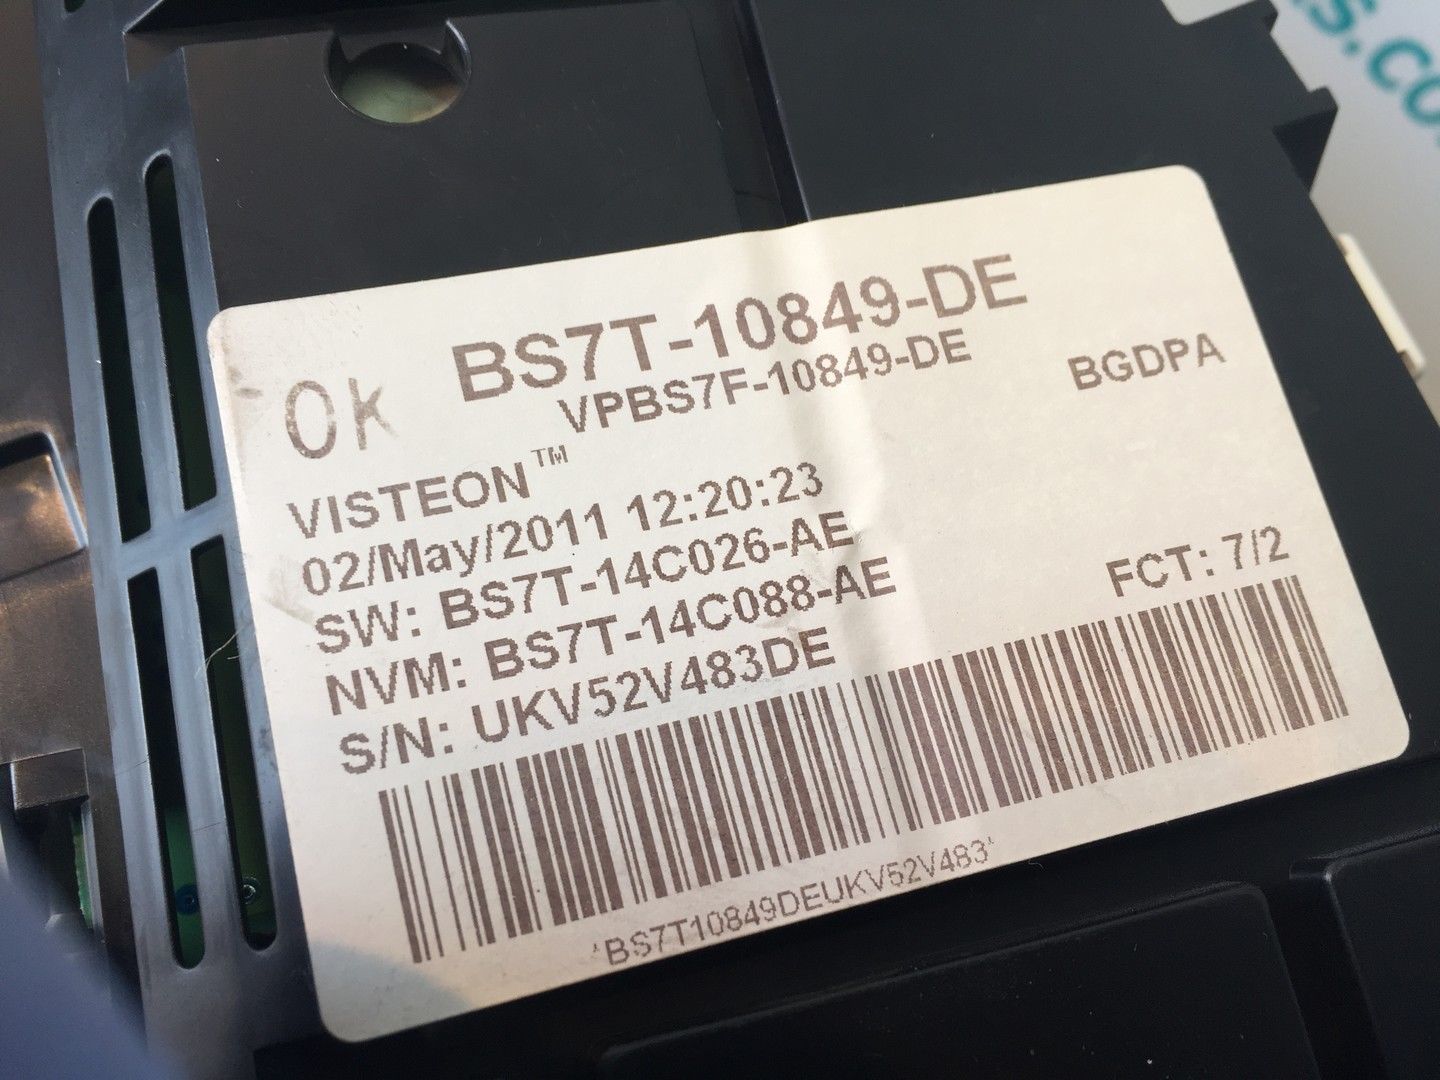 s.co
BS7T-10849-DE
VPBS7F-10849-DE
BGDPA
OK
VISTEON™
02/May/2011 12:20:23
SW: BS7T-14C026-AE
NVM: BS7T-14C088-AE
FCT: 7/2
S/N: UKV52V483DE
*BS7T10849DEUKV52V483*